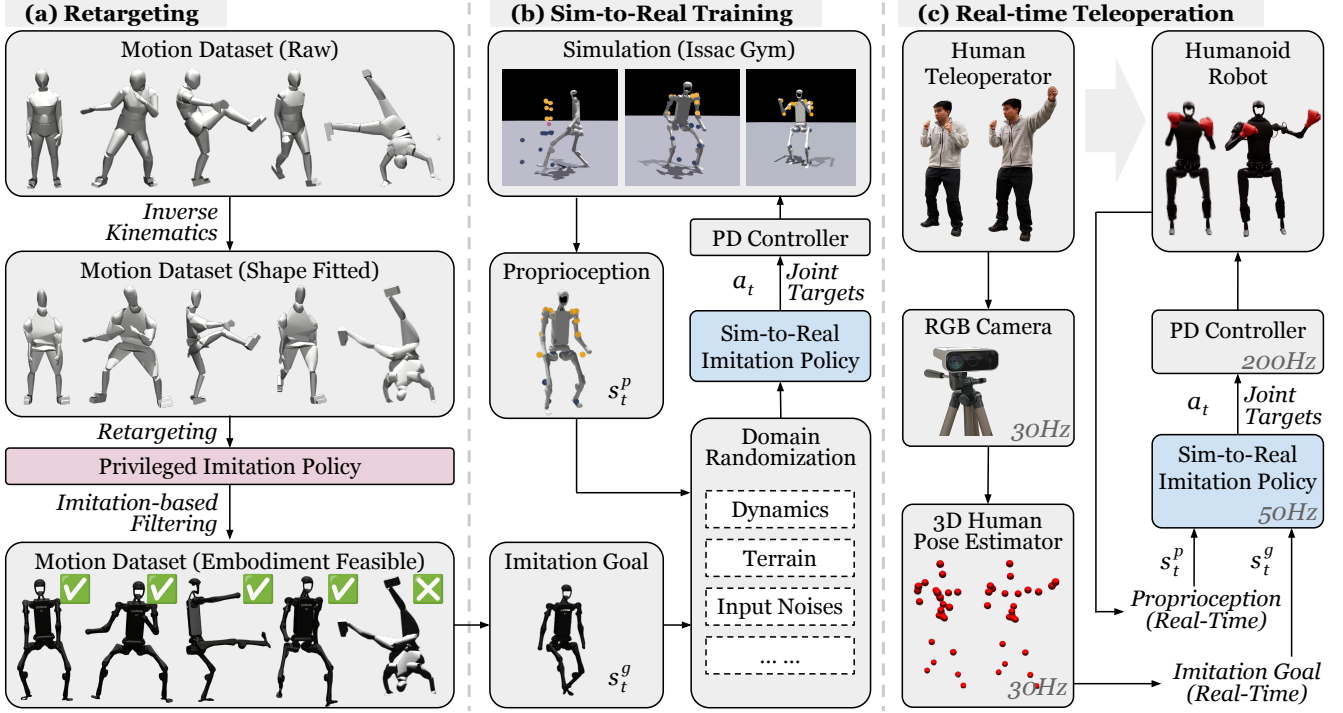 (a) Retargeting
Motion Dataset (Raw)
Inverse
Kinematics
Motion Dataset (Shape Fitted)
Retargeting
Privileged Imitation Policy
Imitation-based
Filtering
Motion Dataset (Embodiment Feasible)
(b) Sim-to-Real Training
Simulation (Issac Gym)
PD Controller
Proprioception
a_t
Joint
Targets
Sim-to-Real
Imitation Policy
s_t^p
Domain
Randomization
Dynamics
Terrain
Input Noises
... ...
Imitation Goal
s_t^g
(c) Real-time Teleoperation
Human
Teleoperator
Humanoid
Robot
RGB Camera
30Hz
PD Controller
200Hz
a_t
Joint
Targets
Sim-to-Real
Imitation Policy
50Hz
3D Human
Pose Estimator
30Hz
s_t^p
s_t^g
Proprioception
(Real-Time)
Imitation Goal
(Real-Time)